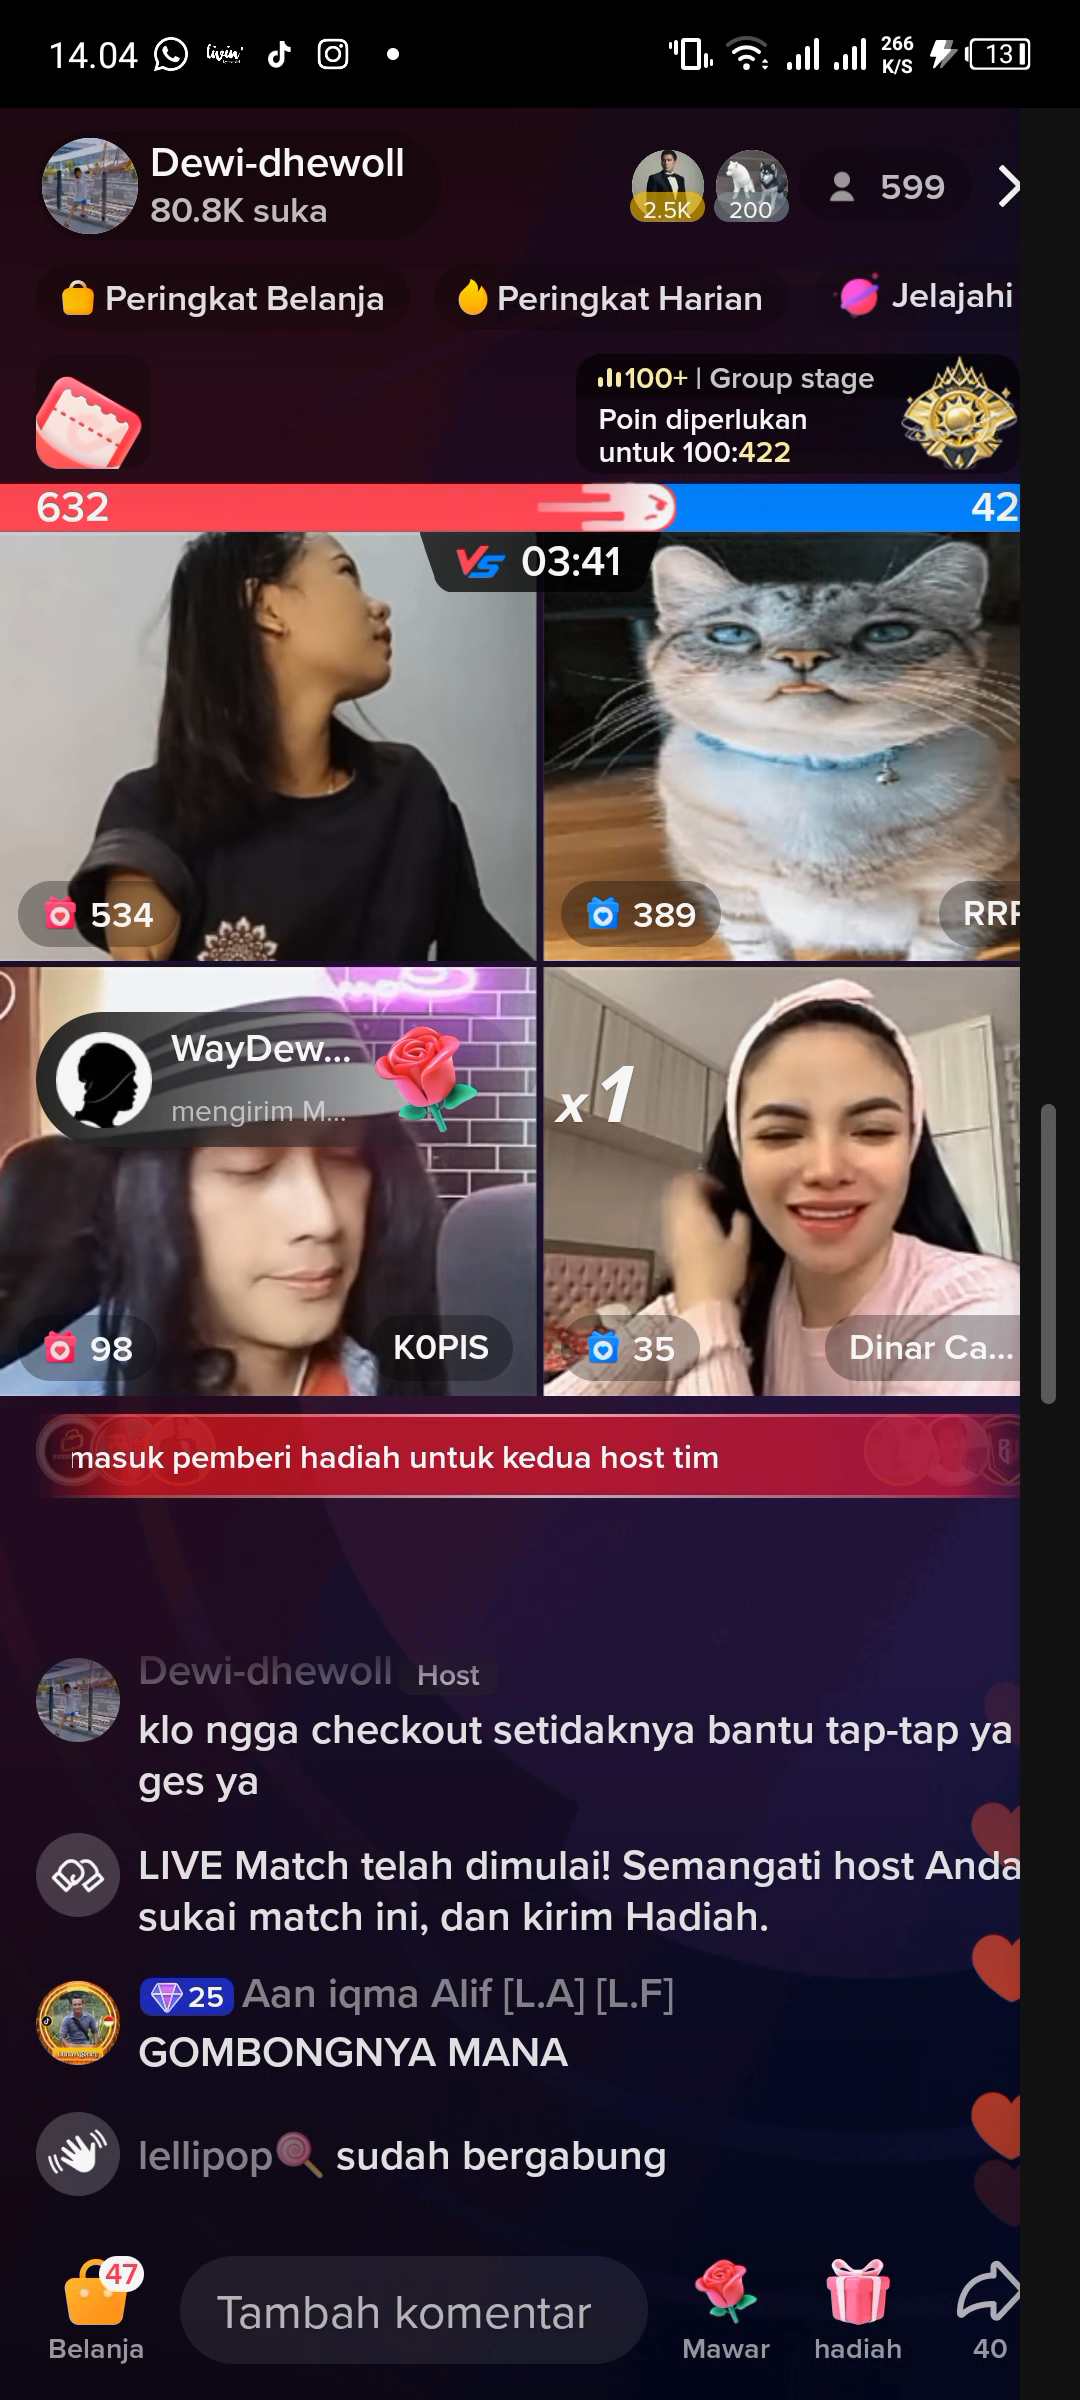 14.04
266
K/S
13
Dewi-dhewoll
80.8K suka
2.5K
200
599
Peringkat Belanja
Peringkat Harian
Jelajahi
100+ | Group stage
Poin diperlukan
untuk 100:422
632
42
VS 03:41
534
389
RRR
WayDew...
mengirim M...
x1
98
K0PIS
35
Dinar Ca...
masuk pemberi hadiah untuk kedua host tim
Dewi-dhewoll Host
klo ngga checkout setidaknya bantu tap-tap ya
ges ya
LIVE Match telah dimulai! Semangati host Anda
sukai match ini, dan kirim Hadiah.
25 Aan iqma Alif [L.A] [L.F]
GOMBONGNYA MANA
lellipop🍭 sudah bergabung
47
Belanja
Tambah komentar
Mawar
hadiah
40